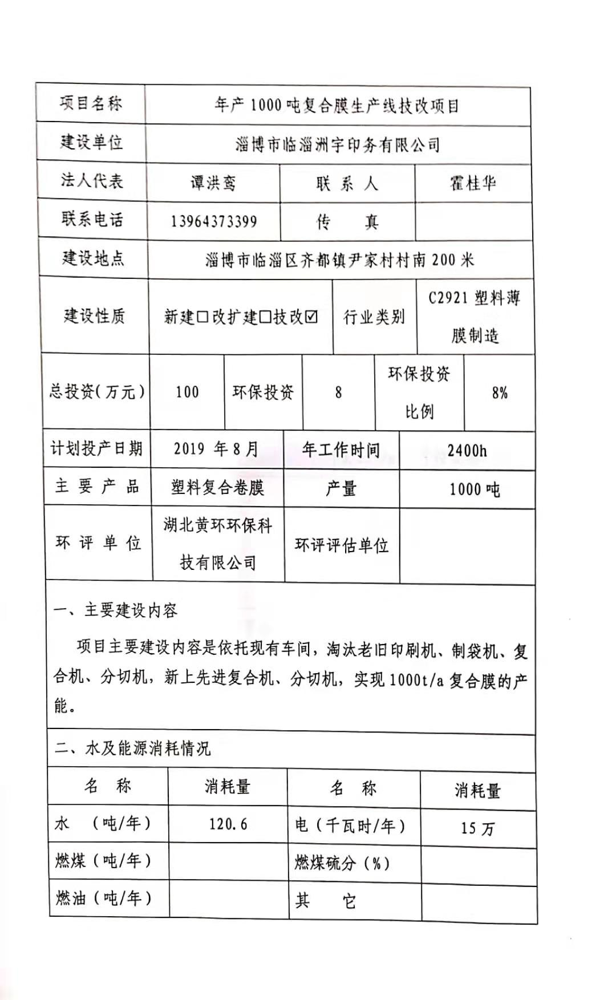 项目名称 年产1000吨复合膜生产线技改项目
建设单位 淄博市临淄洲宇印务有限公司
法人代表 谭洪鸾 联系人 霍桂华
联系电话 13964373399 传真
建设地点 淄博市临淄区齐都镇尹家村村南200米
建设性质 新建□改扩建□技改☑ 行业类别 C2921塑料薄
膜制造
总投资(万元) 100 环保投资 8 环保投资
比例 8%
计划投产日期 2019年8月 年工作时间 2400h
主要产品 塑料复合卷膜 产量 1000吨
环评单位 湖北黄环环保科
技有限公司 环评评估单位
一、主要建设内容
项目主要建设内容是依托现有车间，淘汰老旧印刷机、制袋机、复
合机、分切机，新上先进复合机、分切机，实现1000t/a复合膜的产
能。
二、水及能源消耗情况
名称 消耗量 名称 消耗量
水（吨/年） 120.6 电（千瓦时/年） 15万
燃煤（吨/年） 燃煤硫分（%）
燃油（吨/年） 其它